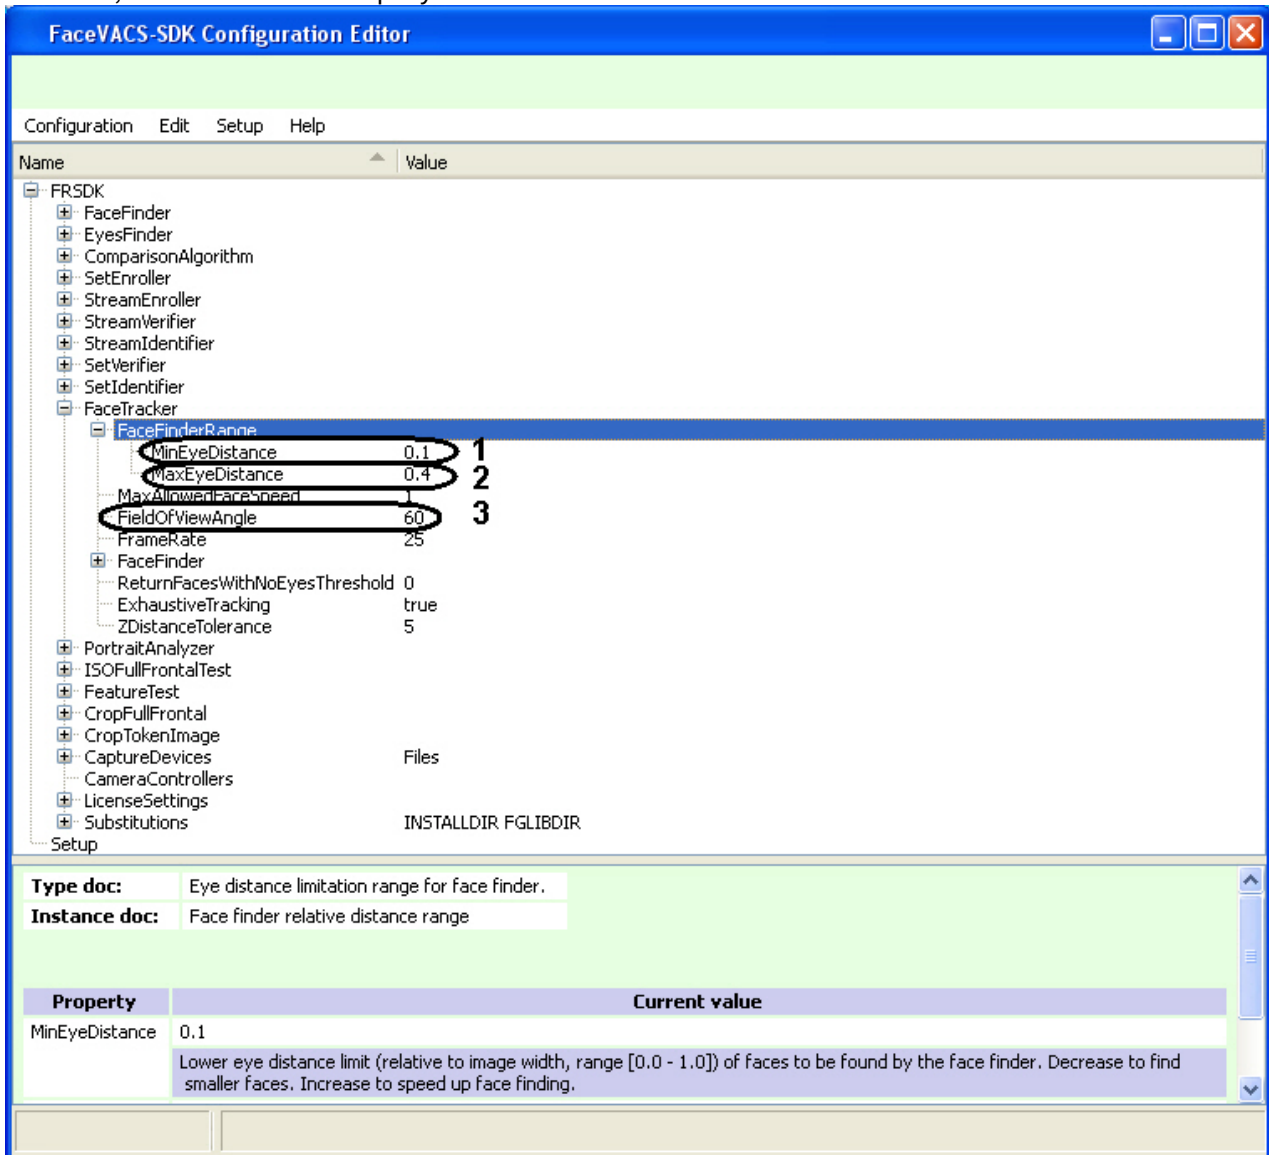 FaceVACS-SDK Configuration Editor
Configuration Edit Setup Help
Name Value
FRSDK
FaceFinder
EyesFinder
ComparisonAlgorithm
SetEnroller
StreamEnroller
StreamVerifier
StreamIdentifier
SetVerifier
SetIdentifier
FaceTracker
FaceFinderRange
MinEyeDistance 0.1 1
MaxEyeDistance 0.4 2
MaxAllowedFaceSpeed 1
FieldOfViewAngle 60 3
FrameRate 25
FaceFinder
ReturnFacesWithNoEyesThreshold 0
ExhaustiveTracking true
ZDistanceTolerance 5
PortraitAnalyzer
ISOFullFrontalTest
FeatureTest
CropFullFrontal
CropTokenImage
CaptureDevices Files
CameraControllers
LicenseSettings
Substitutions INSTALLDIR FGLIBDIR
Setup
Type doc: Eye distance limitation range for face finder.
Instance doc: Face finder relative distance range
Property Current value
MinEyeDistance 0.1
Lower eye distance limit (relative to image width, range [0.0 - 1.0]) of faces to be found by the face finder. Decrease to find
smaller faces. Increase to speed up face finding.